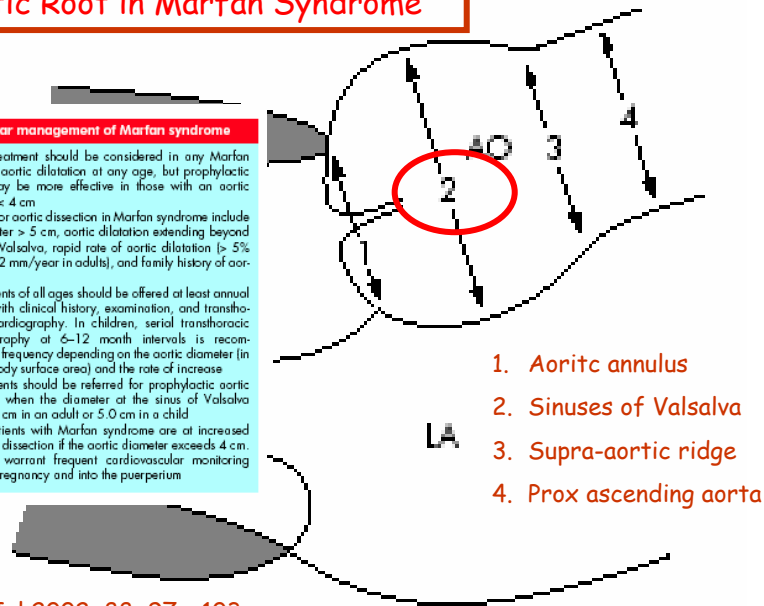 tic Root in Marfan Syndrome
ar management of Marfan syndrome
eatment should be considered in any Marfan
aortic dilatation at any age, but prophylactic
ay be more effective in those with an aortic
< 4 cm
or aortic dissection in Marfan syndrome include
ter > 5 cm, aortic dilatation extending beyond
Valsalva, rapid rate of aortic dilatation (> 5%
2 mm/year in adults), and family history of aor-
nts of all ages should be offered at least annual
with clinical history, examination, and transtho-
ardiography. In children, serial transthoracic
raphy at 6–12 month intervals is recom-
frequency depending on the aortic diameter (in
ody surface area) and the rate of increase
ents should be referred for prophylactic aortic
when the diameter at the sinus of Valsalva
cm in an adult or 5.0 cm in a child
tients with Marfan syndrome are at increased
dissection if the aortic diameter exceeds 4 cm.
warrant frequent cardiovascular monitoring
regnancy and into the puerperium
AO
1
2
3
4
LA
1. Aoritc annulus
2. Sinuses of Valsalva
3. Supra-aortic ridge
4. Prox ascending aorta